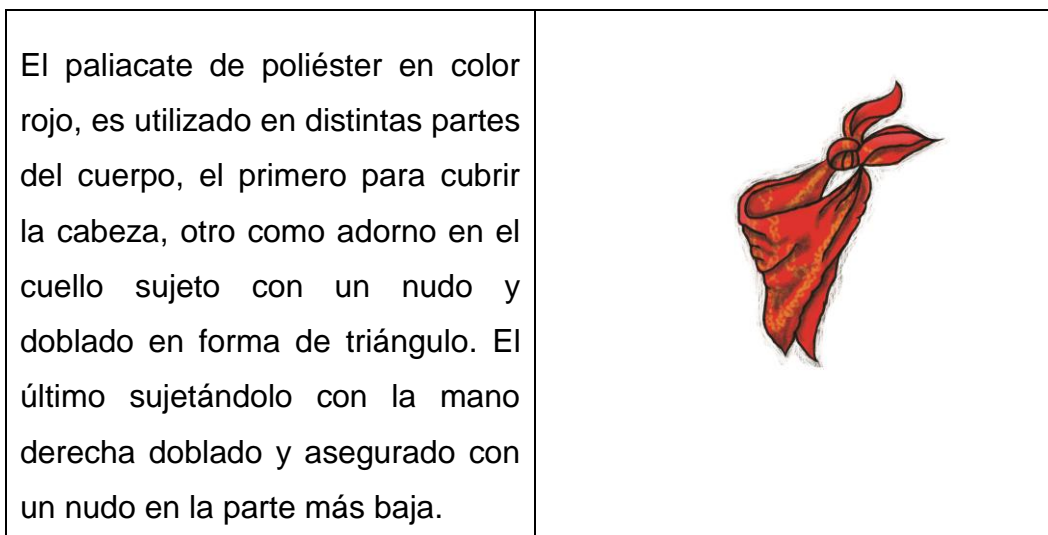 El paliacate de poliéster en color
rojo, es utilizado en distintas partes
del cuerpo, el primero para cubrir
la cabeza, otro como adorno en el
cuello sujeto con un nudo y
doblado en forma de triángulo. El
último sujetándolo con la mano
derecha doblado y asegurado con
un nudo en la parte más baja.